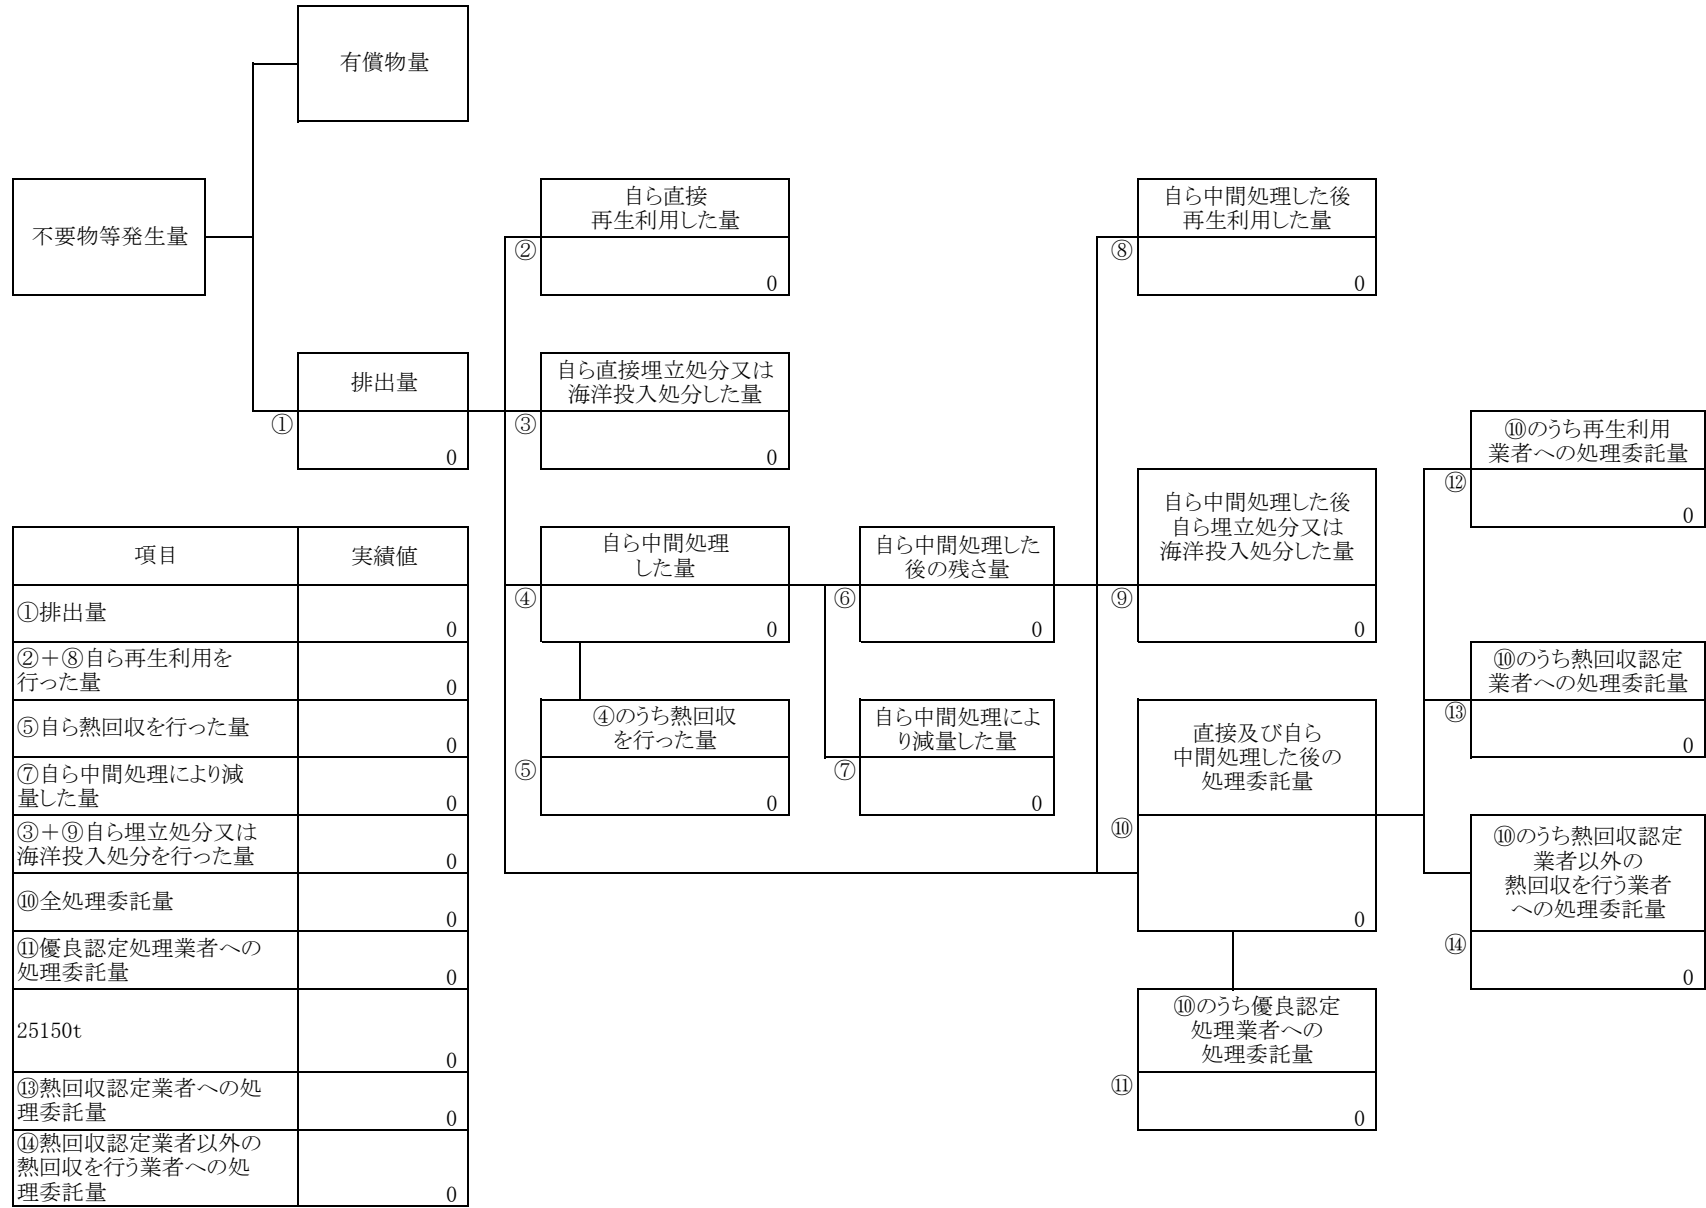 有償物量
不要物等発生量
自ら直接
再生利用した量
②
0
自ら中間処理した後
再生利用した量
⑧
0
排出量
①
0
自ら直接埋立処分又は
海洋投入処分した量
③
0
⑩のうち再生利用
業者への処理委託量
⑫
0
自ら中間処理した後
自ら埋立処分又は
海洋投入処分した量
⑨
0
自ら中間処理
した量
④
0
自ら中間処理した
後の残さ量
⑥
0
④のうち熱回収
を行った量
⑤
0
自ら中間処理によ
り減量した量
⑦
0
直接及び自ら
中間処理した後の
処理委託量
⑩
0
⑩のうち熱回収認定
業者への処理委託量
⑬
0
⑩のうち熱回収認定
業者以外の
熱回収を行う業者
への処理委託量
⑭
0
⑩のうち優良認定
処理業者への
処理委託量
⑪
0
項目 実績値
①排出量
0
②＋⑧自ら再生利用を
行った量
0
⑤自ら熱回収を行った量
0
⑦自ら中間処理により減
量した量
0
③＋⑨自ら埋立処分又は
海洋投入処分を行った量
0
⑩全処理委託量
0
⑪優良認定処理業者への
処理委託量
0
25150t
0
⑬熱回収認定業者への処
理委託量
0
⑭熱回収認定業者以外の
熱回収を行う業者への処
理委託量
0